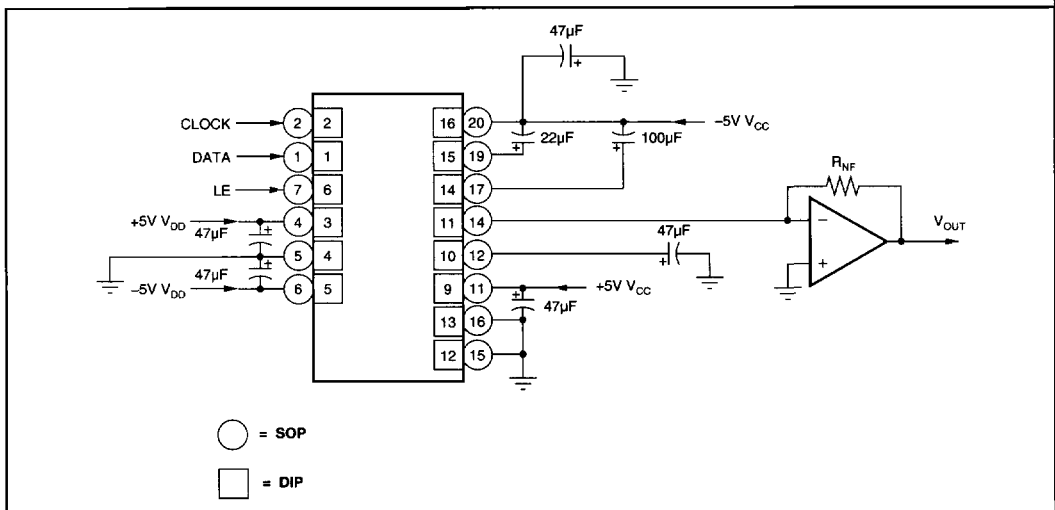 47µF
CLOCK 2 2 16 20 -5V V_CC
22µF 100µF
DATA 1 1 15 19
LE 7 6 14 17
R_NF
+5V V_DD 4 3 11 14 - V_OUT
47µF
5 4 10 12 47µF +
47µF
-5V V_DD 6 5 9 11 +5V V_CC
47µF
13 16
12 15
= SOP
= DIP